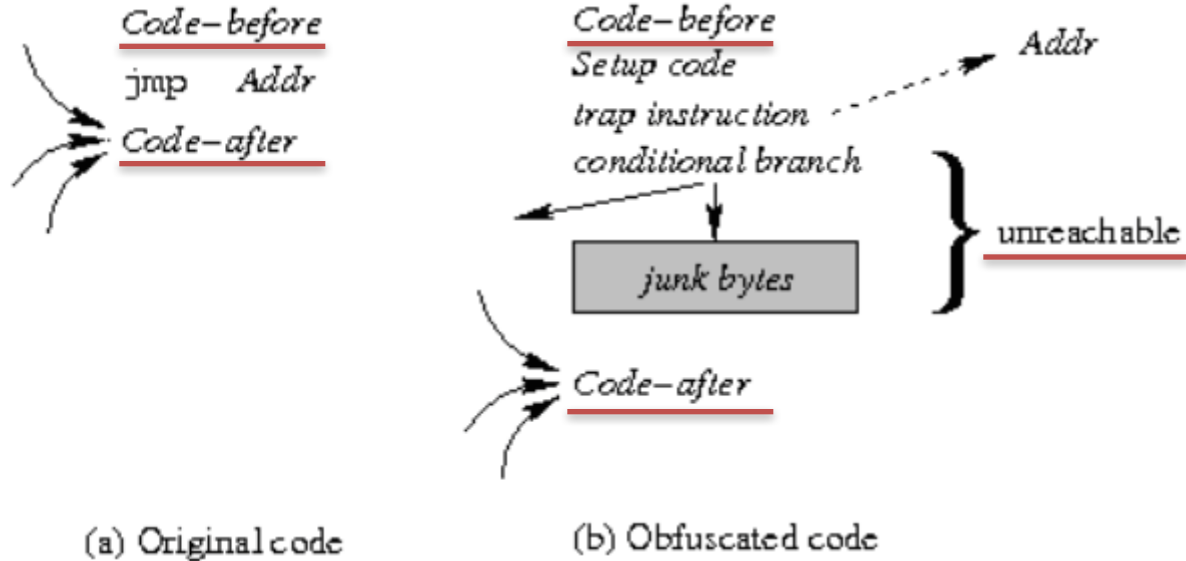 Code-before
jmp Addr
Code-after
(a) Original code
Code-before
Setup code
trap instruction
Addr
conditional branch
unreachable
junk bytes
Code-after
(b) Obfuscated code